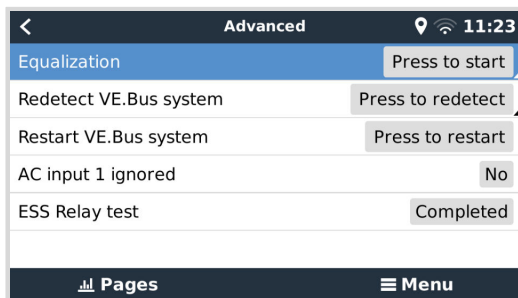 Advanced 11:23
Equalization Press to start
Redetect VE.Bus system Press to redetect
Restart VE.Bus system Press to restart
AC input 1 ignored No
ESS Relay test Completed
Pages Menu